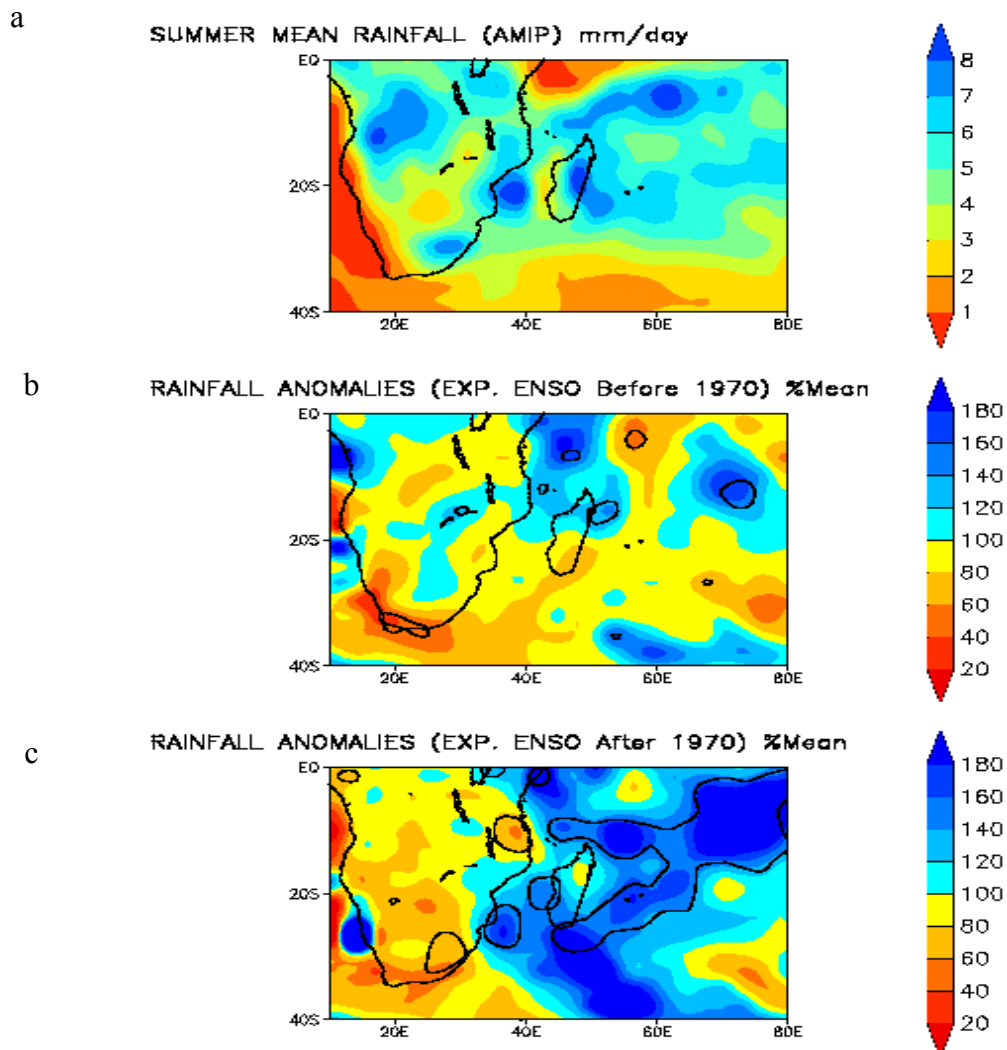 a
SUMMER MEAN RAINFALL (AMIP) mm/day
EQ
20S
40S
20E 40E 60E 80E
8
7
6
5
4
3
2
1
b
RAINFALL ANOMALIES (EXP. ENSO Before 1970) %Mean
EQ
20S
40S
20E 40E 60E 80E
180
160
140
120
100
80
60
40
20
c
RAINFALL ANOMALIES (EXP. ENSO After 1970) %Mean
EQ
20S
40S
20E 40E 60E 80E
180
160
140
120
100
80
60
40
20